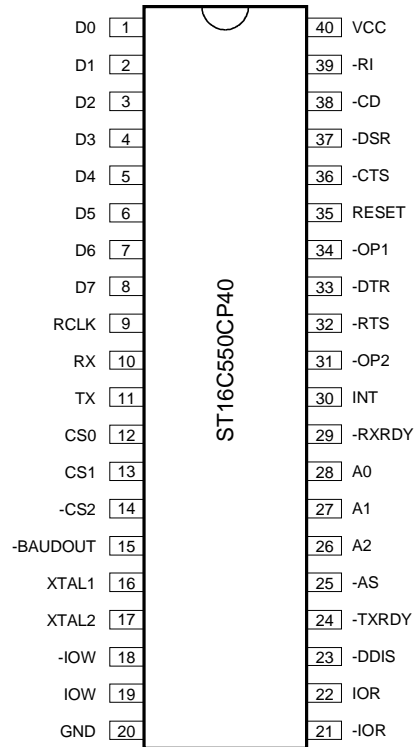 D0 1 40 VCC
D1 2 39 -RI
D2 3 38 -CD
D3 4 37 -DSR
D4 5 36 -CTS
D5 6 35 RESET
D6 7 34 -OP1
D7 8 33 -DTR
RCLK 9 32 -RTS
RX 10 31 -OP2
TX 11 30 INT
CS0 12 29 -RXRDY
CS1 13 28 A0
-CS2 14 27 A1
-BAUDOUT 15 26 A2
XTAL1 16 25 -AS
XTAL2 17 24 -TXRDY
-IOW 18 23 -DDIS
IOW 19 22 IOR
GND 20 21 -IOR
ST16C550CP40